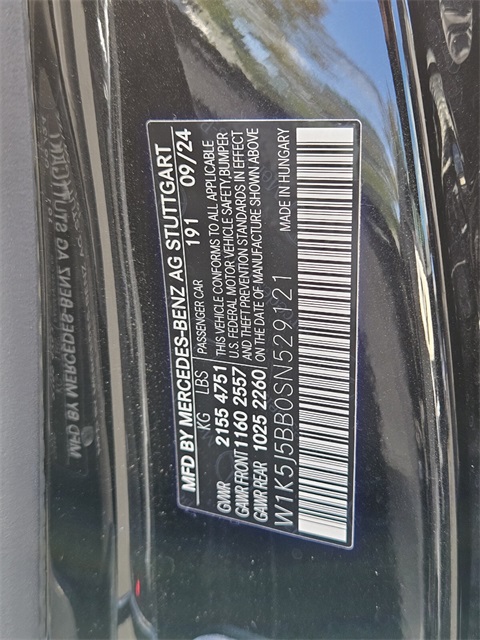 MFD BY MERCEDES-BENZ AG STUTTGART
191 09/24
KG LBS PASSENGER CAR
GVWR 2155 4751 THIS VEHICLE CONFORMS TO ALL APPLICABLE
GAWR FRONT 1160 2557 U.S. FEDERAL MOTOR VEHICLE SAFETY,BUMPER
GAWR REAR 1025 2260 AND THEFT PREVENTION STANDARDS IN EFFECT
ON THE DATE OF MANUFACTURE SHOWN ABOVE
W1K5J5BB0SN529121 MADE IN HUNGARY